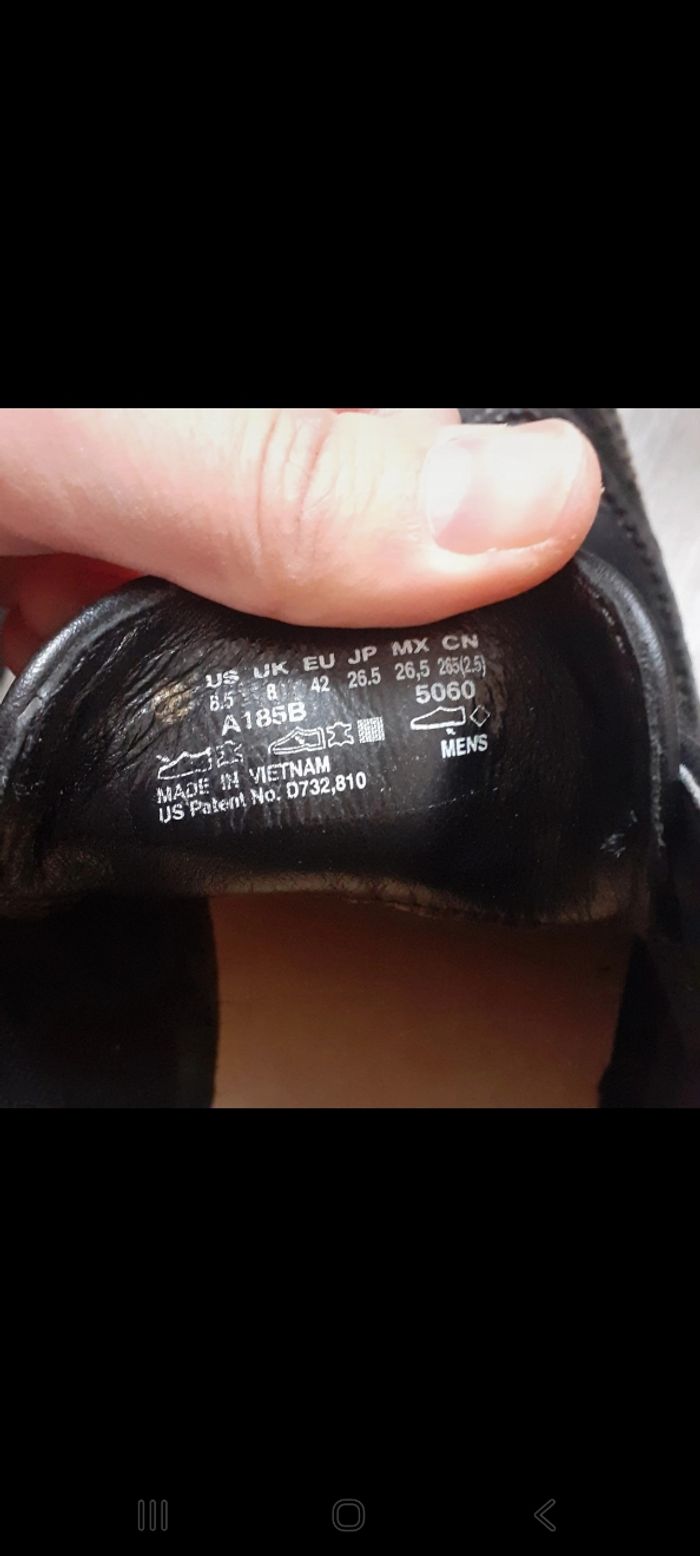 US UK EU JP MX CN
8.5 8 42 26.5 26,5 265(2.5)
A185B 5060
MENS
MADE IN VIETNAM
US Patent No. D732,810